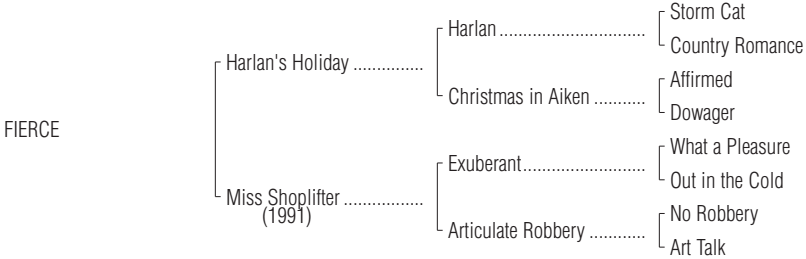 Storm Cat
Harlan..............................
Country Romance
Harlan's Holiday ...............
Affirmed
Christmas in Aiken ...........
Dowager
FIERCE
What a Pleasure
Exuberant.........................
Out in the Cold
Miss Shoplifter .................
(1991)
No Robbery
Articulate Robbery ............
Art Talk